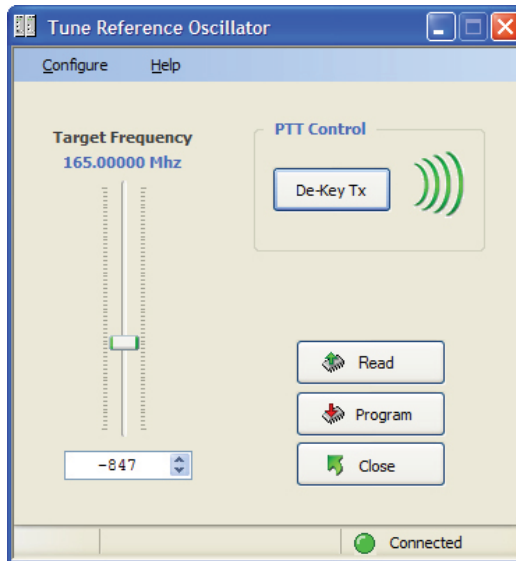 Tune Reference Oscillator
Configure Help
Target Frequency
165.00000 Mhz
PTT Control
De-Key Tx
Read
Program
-847
Close
Connected